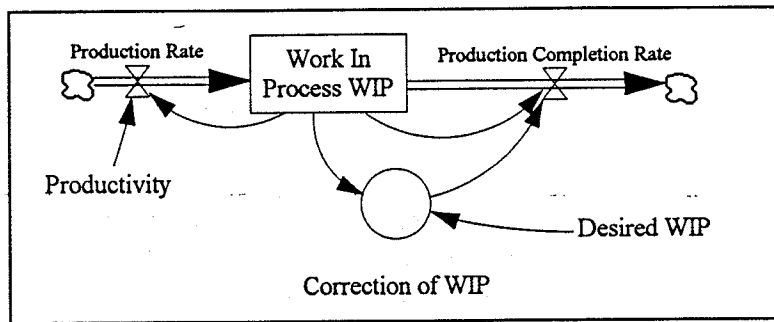 Production Rate
Work In
Process WIP
Production Completion Rate
Productivity
Desired WIP
Correction of WIP